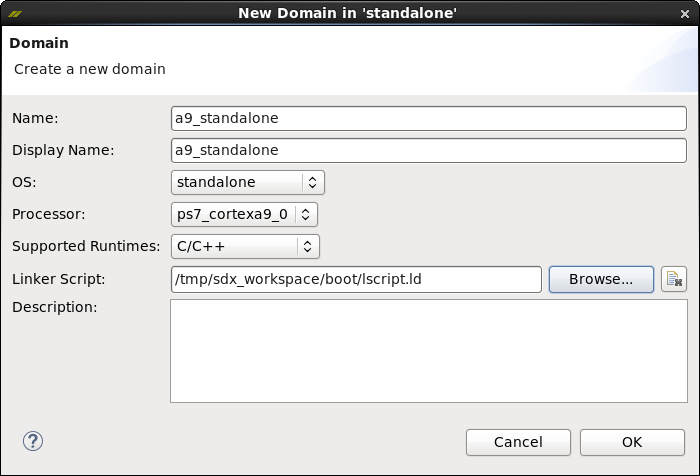 New Domain in 'standalone'
Domain
Create a new domain
Name: a9_standalone
Display Name: a9_standalone
OS: standalone
Processor: ps7_cortexa9_0
Supported Runtimes: C/C++
Linker Script: /tmp/sdx_workspace/boot/lscript.ld Browse...
Description:
? Cancel OK